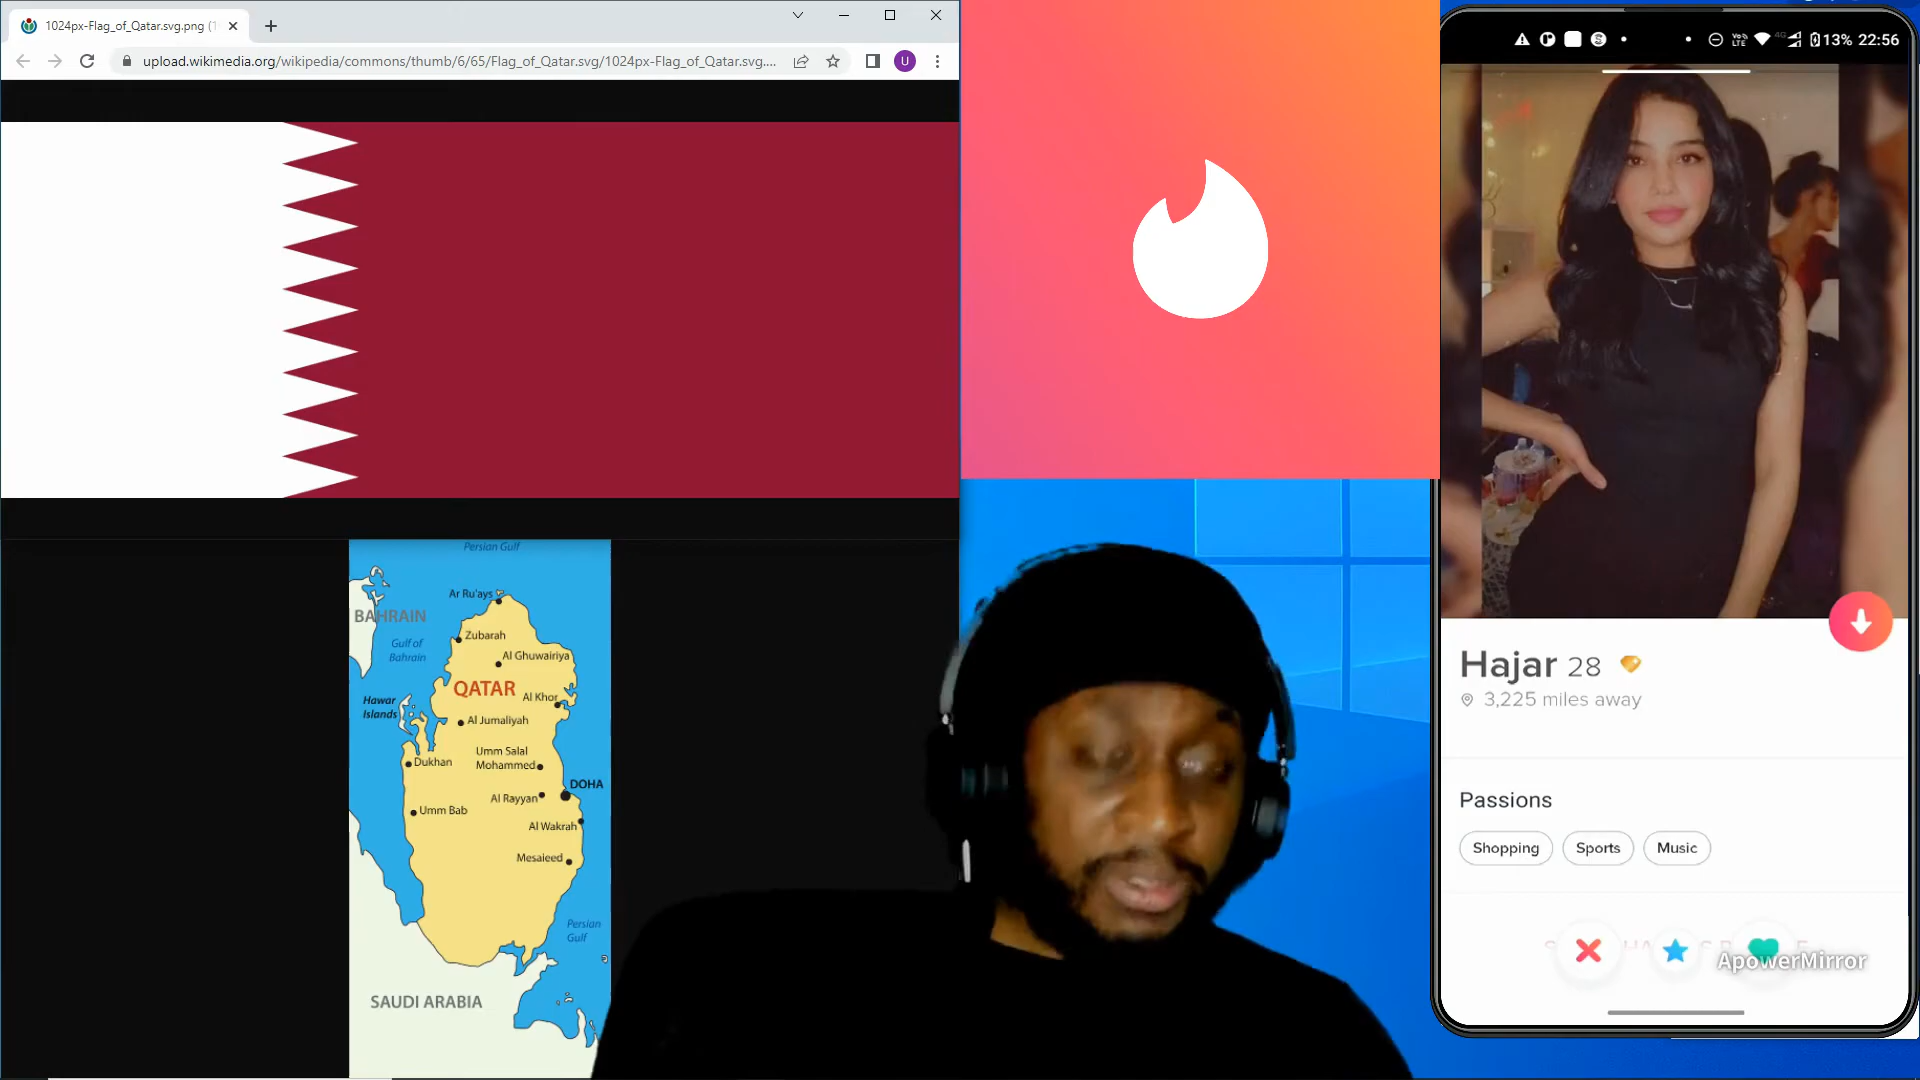 1024px-Flag_of_Qatar.svg.png (1
upload.wikimedia.org/wikipedia/commons/thumb/6/65/Flag_of_Qatar.svg/1024px-Flag_of_Qatar.svg....
U
VoLTE
4G
13% 22:56
Persian Gulf
Ar Ru'ays
BAHRAIN
Gulf of
Bahrain
Zubarah
Al Ghuwairiya
QATAR
Al Khor
Hawar
Islands
Al Jumaliyah
Umm Salal
Mohammed
Dukhan
DOHA
Al Rayyan
Umm Bab
Al Wakrah
Mesaieed
Persian
Gulf
SAUDI ARABIA
Hajar 28
3,225 miles away
Passions
Shopping
Sports
Music
ApowerMirror